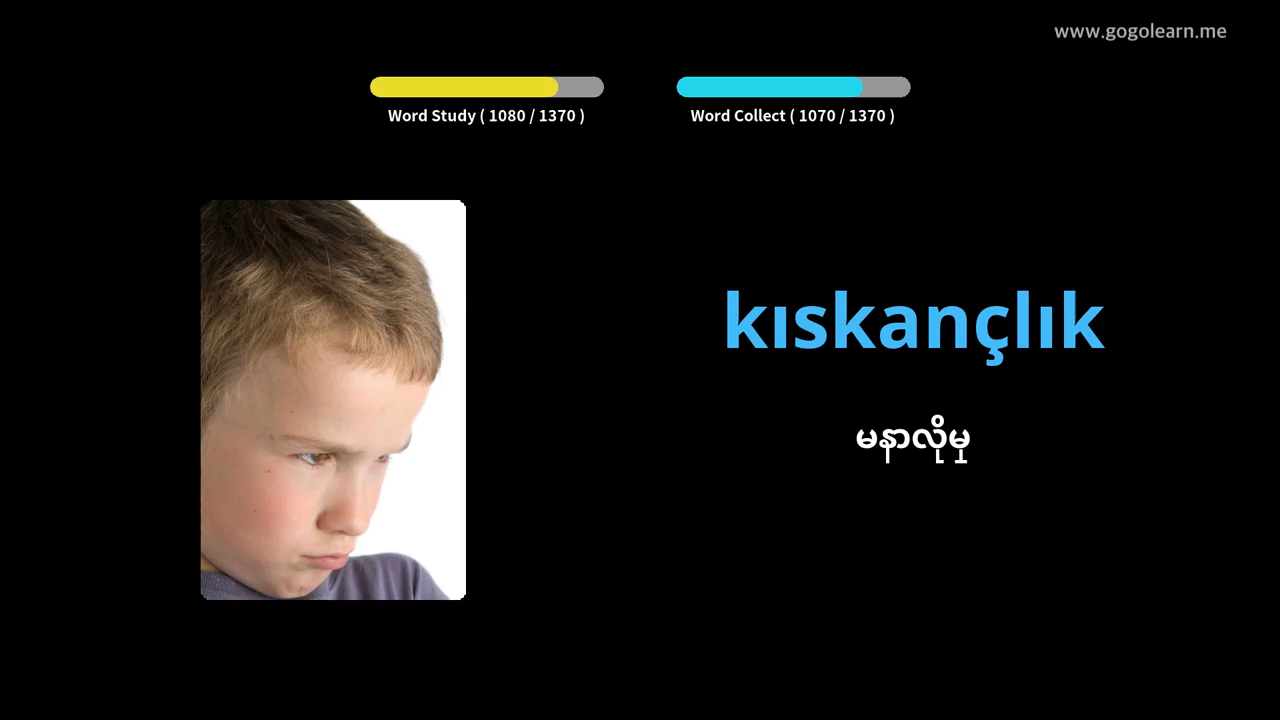 www.gogolearn.me
Word Study ( 1080 / 1370 )
Word Collect ( 1070 / 1370 )
kıskançlık
မနာလိုမှု